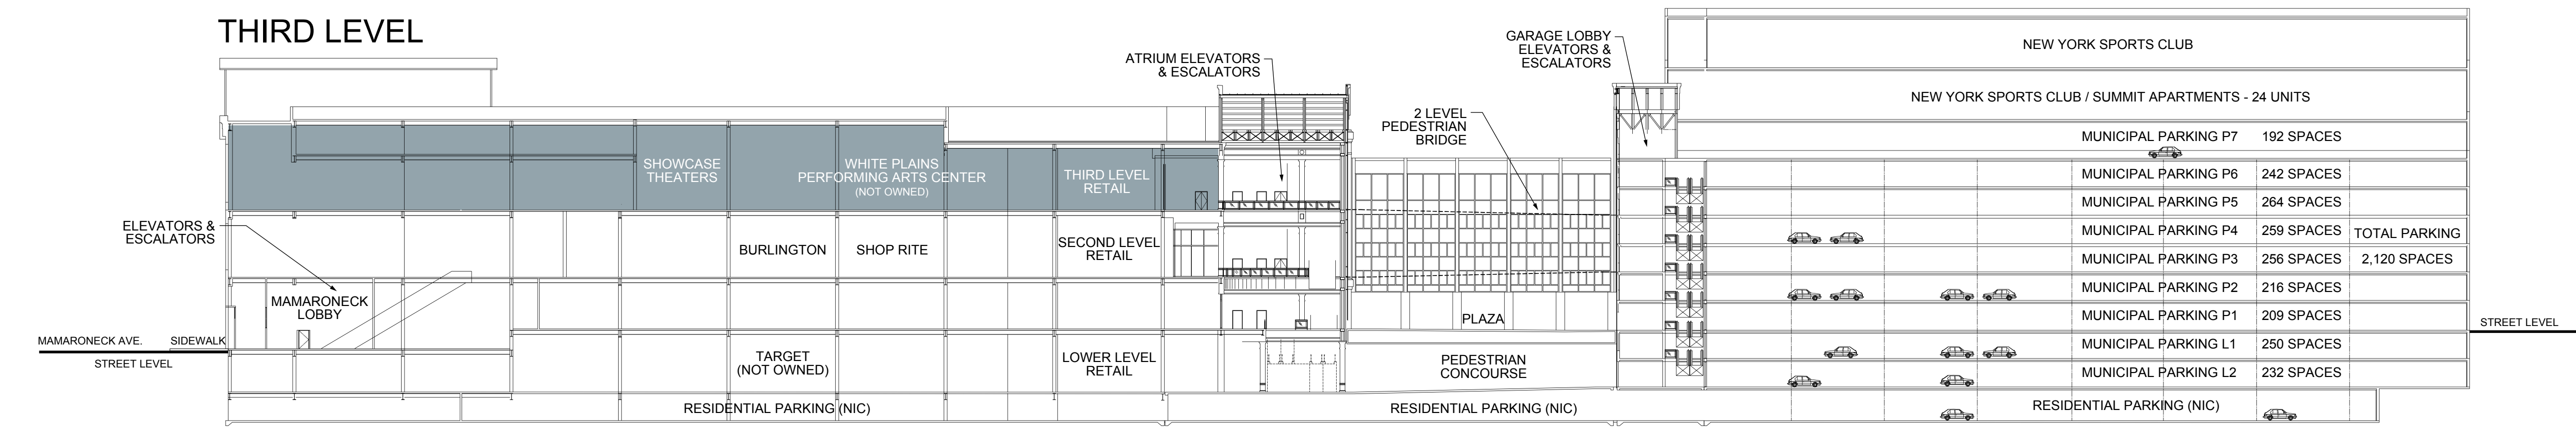 THIRD LEVEL
ATRIUM ELEVATORS
& ESCALATORS
GARAGE LOBBY
ELEVATORS &
ESCALATORS
2 LEVEL
PEDESTRIAN
BRIDGE
NEW YORK SPORTS CLUB
NEW YORK SPORTS CLUB / SUMMIT APARTMENTS - 24 UNITS
MUNICIPAL PARKING P7 192 SPACES
MUNICIPAL PARKING P6 242 SPACES
MUNICIPAL PARKING P5 264 SPACES
MUNICIPAL PARKING P4 259 SPACES
MUNICIPAL PARKING P3 256 SPACES
MUNICIPAL PARKING P2 216 SPACES
MUNICIPAL PARKING P1 209 SPACES
MUNICIPAL PARKING L1 250 SPACES
MUNICIPAL PARKING L2 232 SPACES
TOTAL PARKING
2,120 SPACES
SHOWCASE
THEATERS
WHITE PLAINS
PERFORMING ARTS CENTER
(NOT OWNED)
THIRD LEVEL
RETAIL
ELEVATORS &
ESCALATORS
BURLINGTON
SHOP RITE
SECOND LEVEL
RETAIL
MAMARONECK
LOBBY
PLAZA
MAMARONECK AVE.
SIDEWALK
STREET LEVEL
TARGET
(NOT OWNED)
LOWER LEVEL
RETAIL
PEDESTRIAN
CONCOURSE
STREET LEVEL
RESIDENTIAL PARKING (NIC)
RESIDENTIAL PARKING (NIC)
RESIDENTIAL PARKING (NIC)